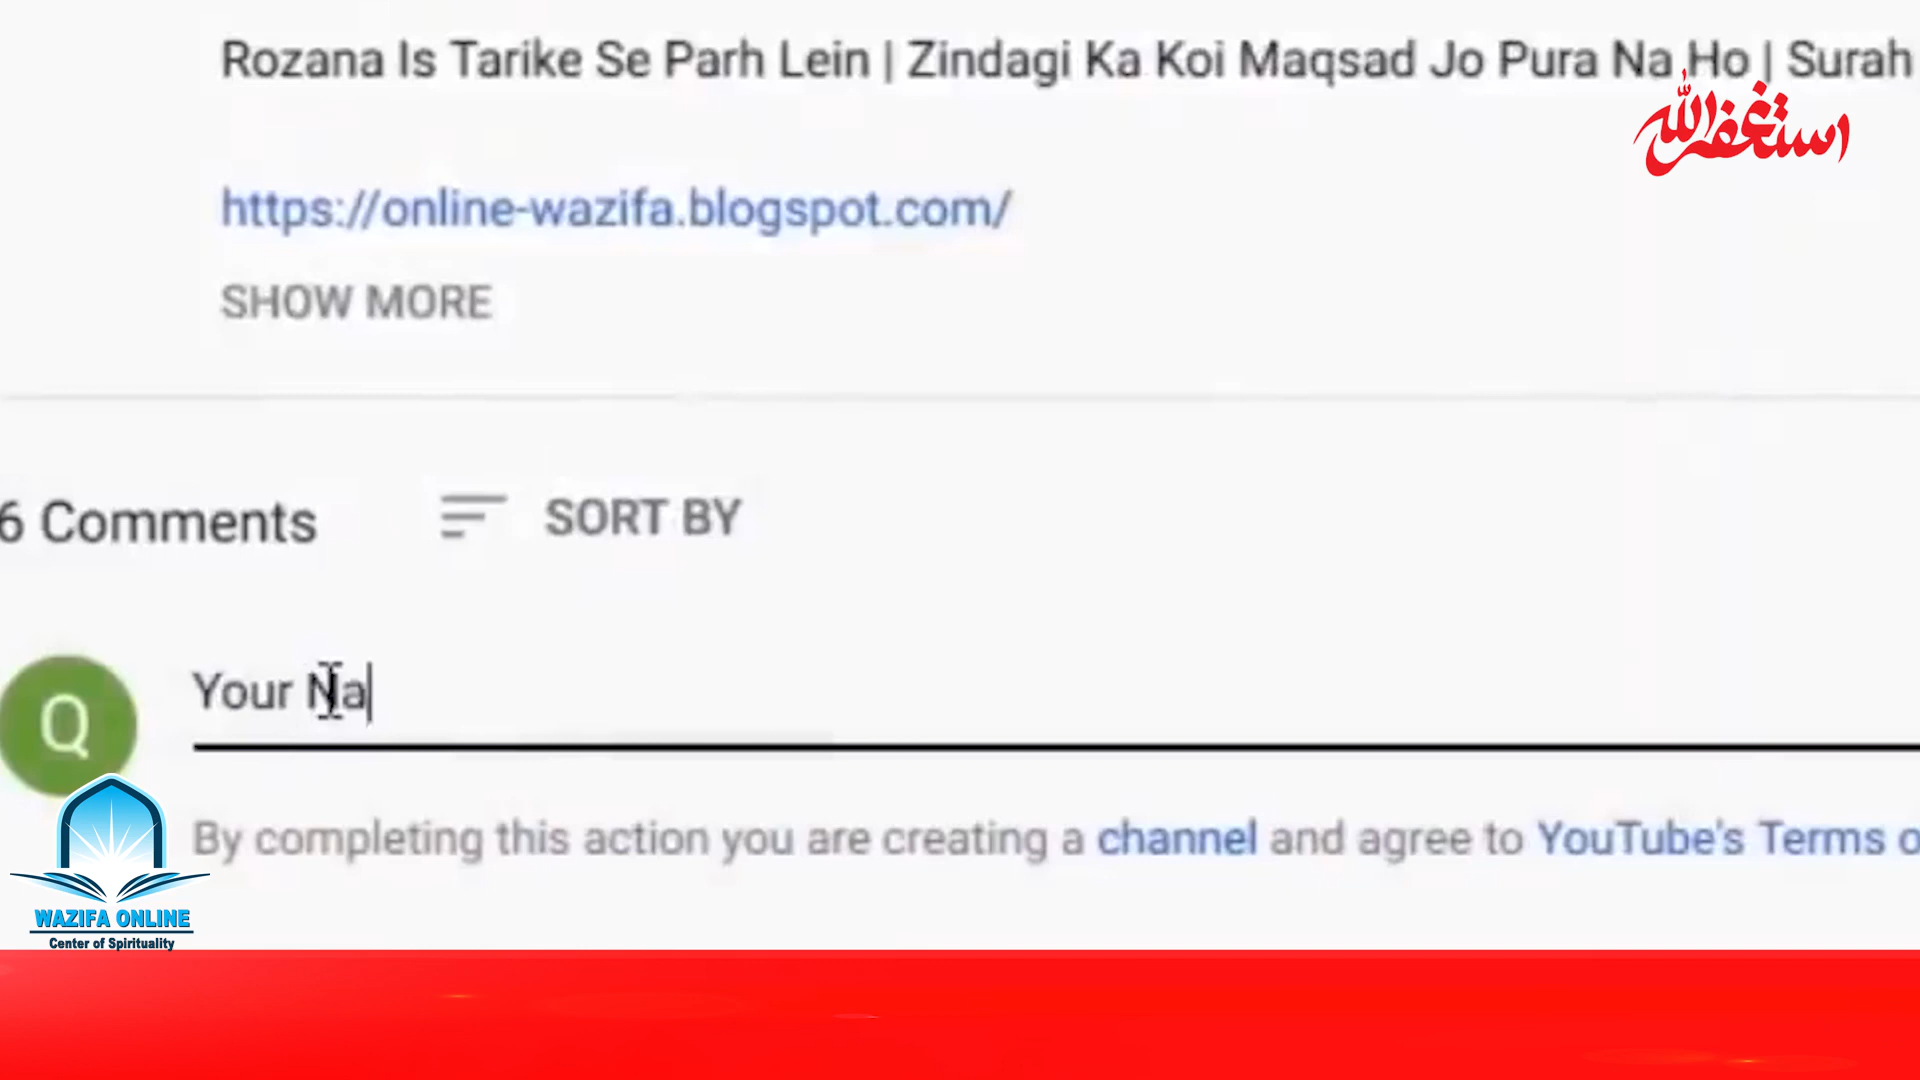 Rozana Is Tarike Se Parh Lein | Zindagi Ka Koi Maqsad Jo Pura Na Ho | Surah
استغفرالله
https://online-wazifa.blogspot.com/
SHOW MORE
6 Comments
SORT BY
Your Na
Q
By completing this action you are creating a channel and agree to YouTube's Terms o
WAZIFA ONLINE
Center of Spirituality